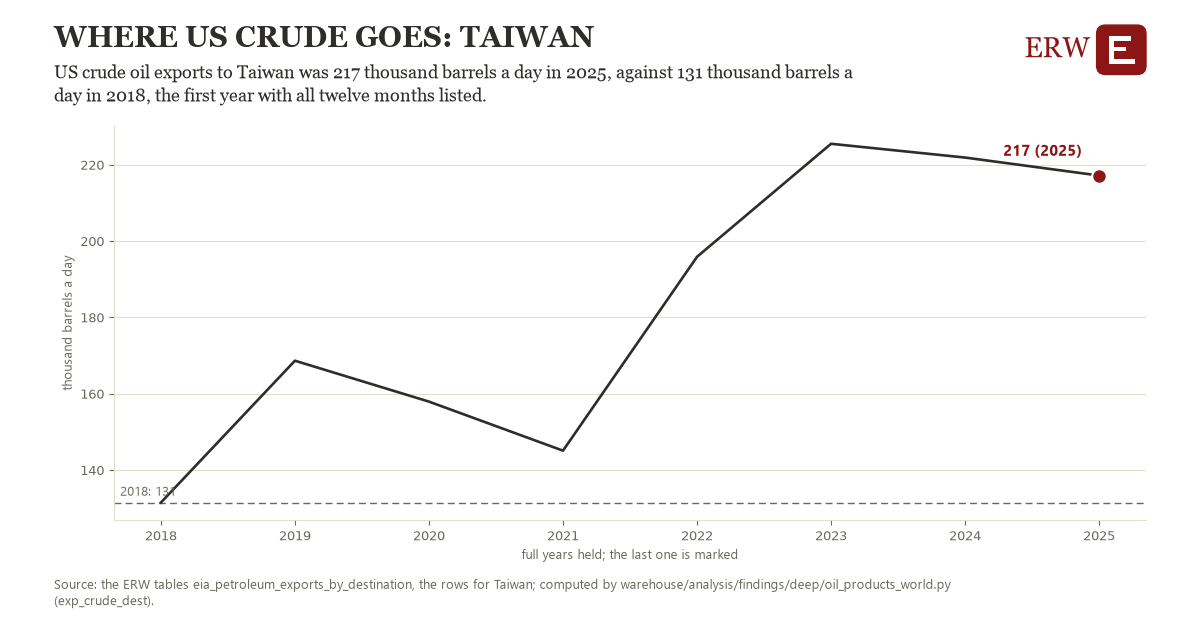 WHERE US CRUDE GOES: TAIWAN
ERW E
US crude oil exports to Taiwan was 217 thousand barrels a day in 2025, against 131 thousand barrels a
day in 2018, the first year with all twelve months listed.
217 (2025)
220
200
180
160
140
thousand barrels a day
2018: 131
2018 2019 2020 2021 2022 2023 2024 2025
full years held; the last one is marked
Source: the ERW tables eia_petroleum_exports_by_destination, the rows for Taiwan; computed by warehouse/analysis/findings/deep/oil_products_world.py
(exp_crude_dest).